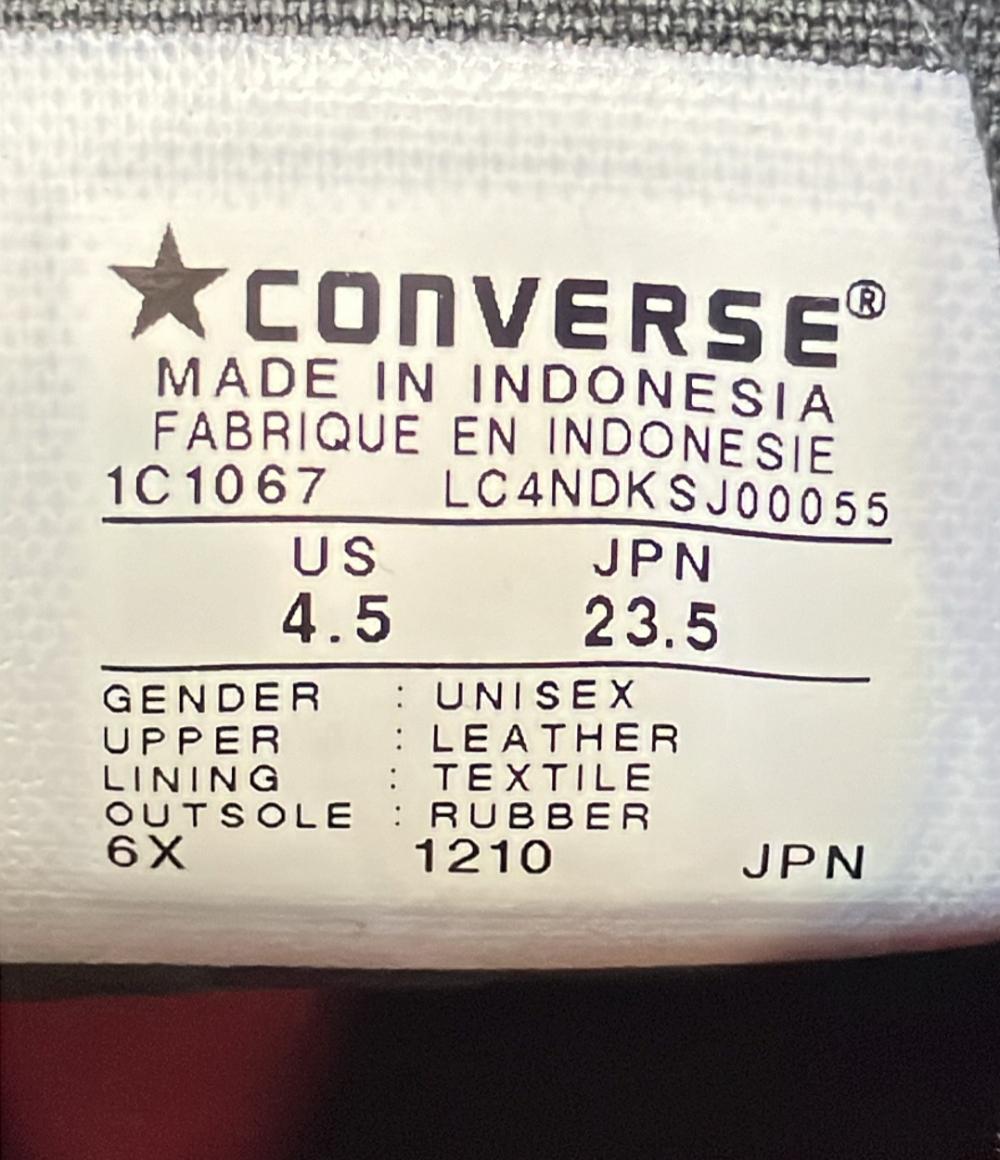 ★CONVERSE®
MADE IN INDONESIA
FABRIQUE EN INDONESIE
1C1067 LC4NDKSJ00055
US JPN
4.5 23.5
GENDER : UNISEX
UPPER : LEATHER
LINING : TEXTILE
OUTSOLE : RUBBER
6X 1210 JPN